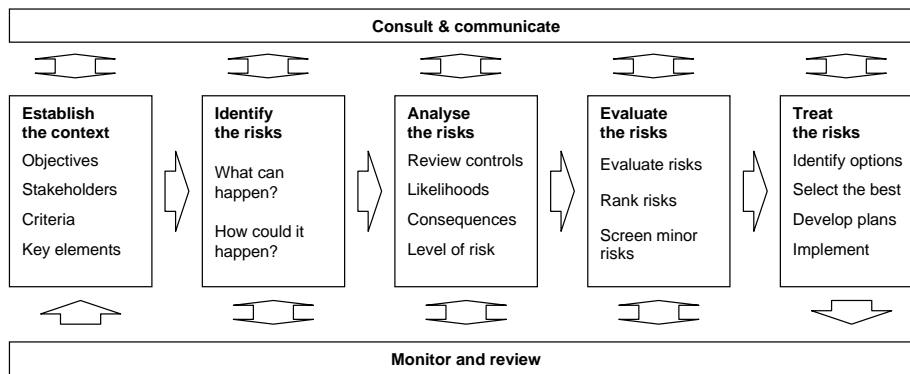 Consult & communicate
Establish
the context
Objectives
Stakeholders
Criteria
Key elements
Identify
the risks
What can
happen?
How could it
happen?
Analyse
the risks
Review controls
Likelihoods
Consequences
Level of risk
Evaluate
the risks
Evaluate risks
Rank risks
Screen minor
risks
Treat
the risks
Identify options
Select the best
Develop plans
Implement
Monitor and review